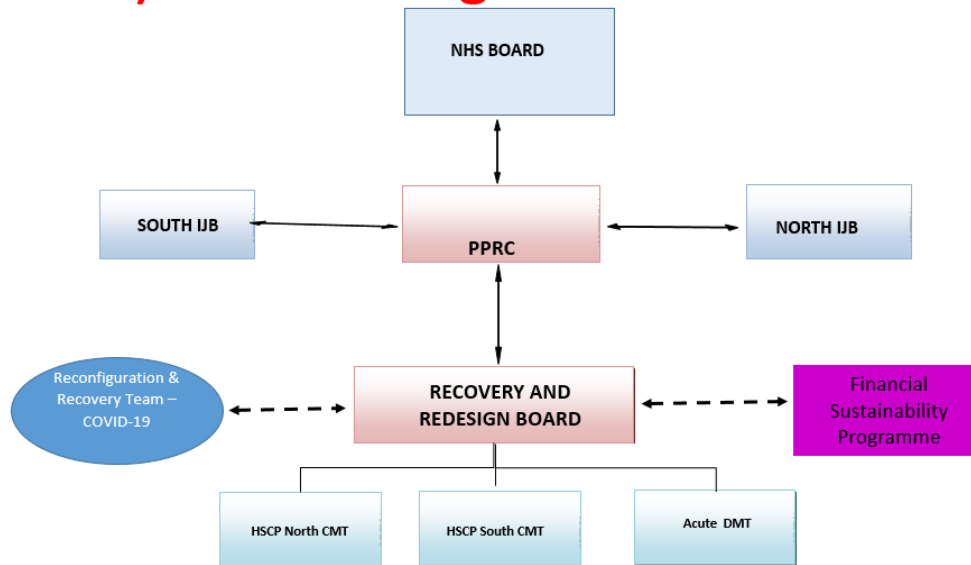 NHS BOARD
SOUTH IJB
PPRC
NORTH IJB
Reconfiguration &
Recovery Team –
COVID-19
RECOVERY AND
REDESIGN BOARD
Financial
Sustainability
Programme
HSCP North CMT
HSCP South CMT
Acute DMT